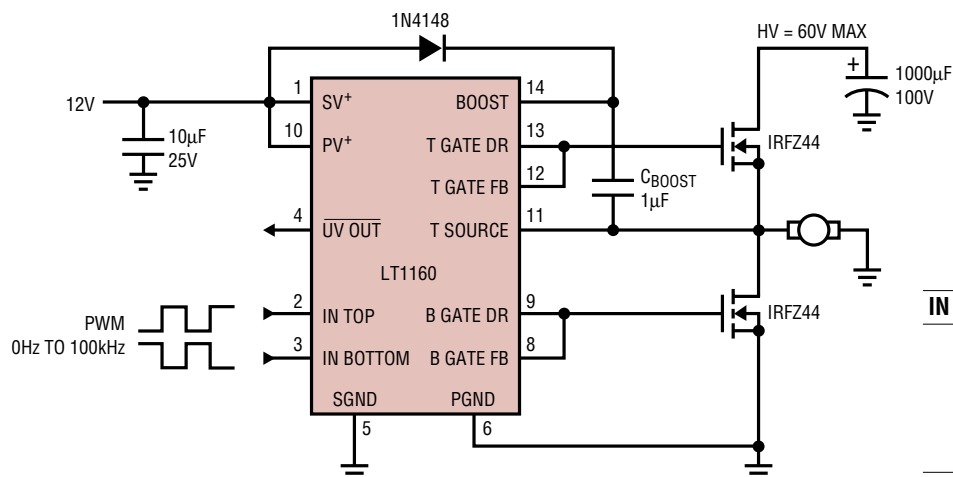 1N4148
HV = 60V MAX
+
1000µF
100V
12V
10µF
25V
1
SV+
10
PV+
4
UV OUT
LT1160
PWM
0Hz TO 100kHz
2
IN TOP
3
IN BOTTOM
SGND
5
PGND
6
BOOST
14
T GATE DR
13
T GATE FB
12
T SOURCE
11
B GATE DR
9
B GATE FB
8
CBOOST
1µF
IRFZ44
IRFZ44
IN